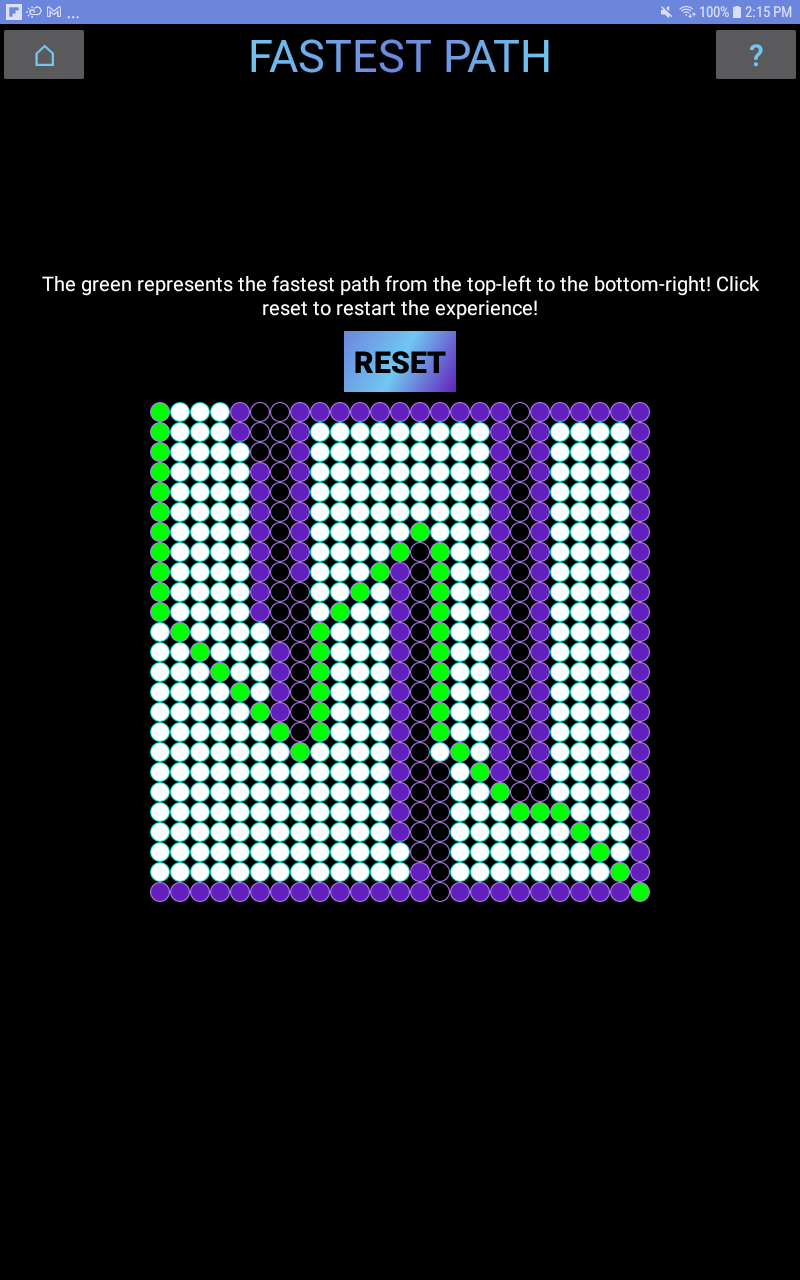 ... 100% 2:15 PM
FASTEST PATH ?
The green represents the fastest path from the top-left to the bottom-right! Click
reset to restart the experience!
RESET